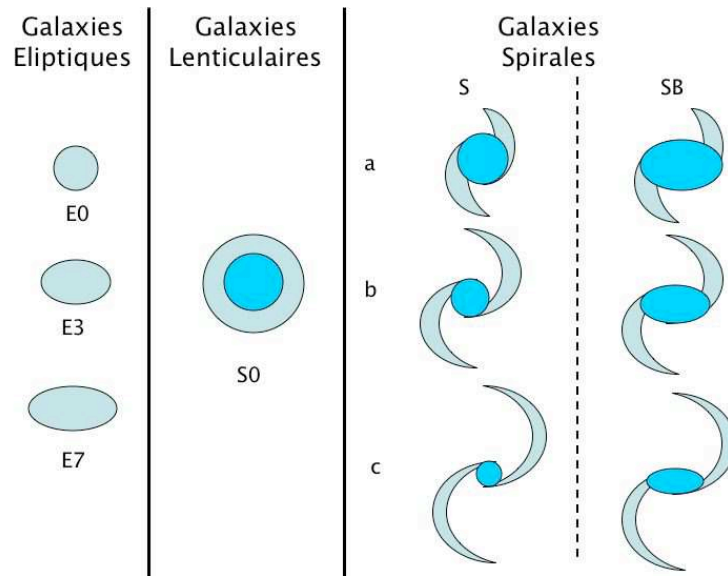 Galaxies
Eliptiques
E0
E3
E7
Galaxies
Lenticulaires
S0
Galaxies
Spirales
S
SB
a
b
c